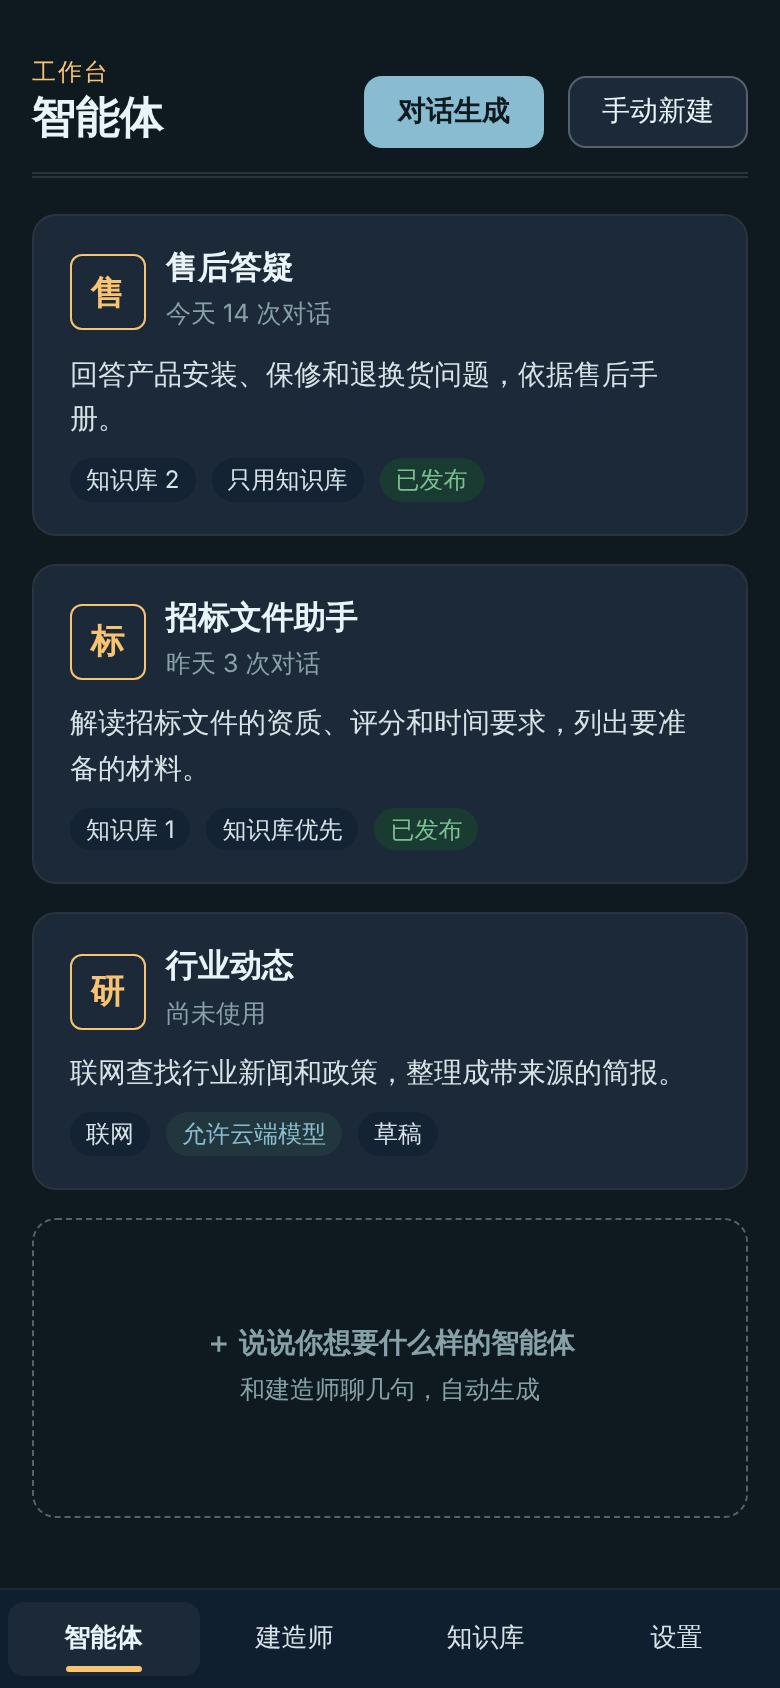 工作台
智能体
对话生成
手动新建
售
售后答疑
今天 14 次对话
回答产品安装、保修和退换货问题，依据售后手
册。
知识库 2
只用知识库
已发布
标
招标文件助手
昨天 3 次对话
解读招标文件的资质、评分和时间要求，列出要准
备的材料。
知识库 1
知识库优先
已发布
研
行业动态
尚未使用
联网查找行业新闻和政策，整理成带来源的简报。
联网
允许云端模型
草稿
+ 说说你想要什么样的智能体
和建造师聊几句，自动生成
智能体
建造师
知识库
设置